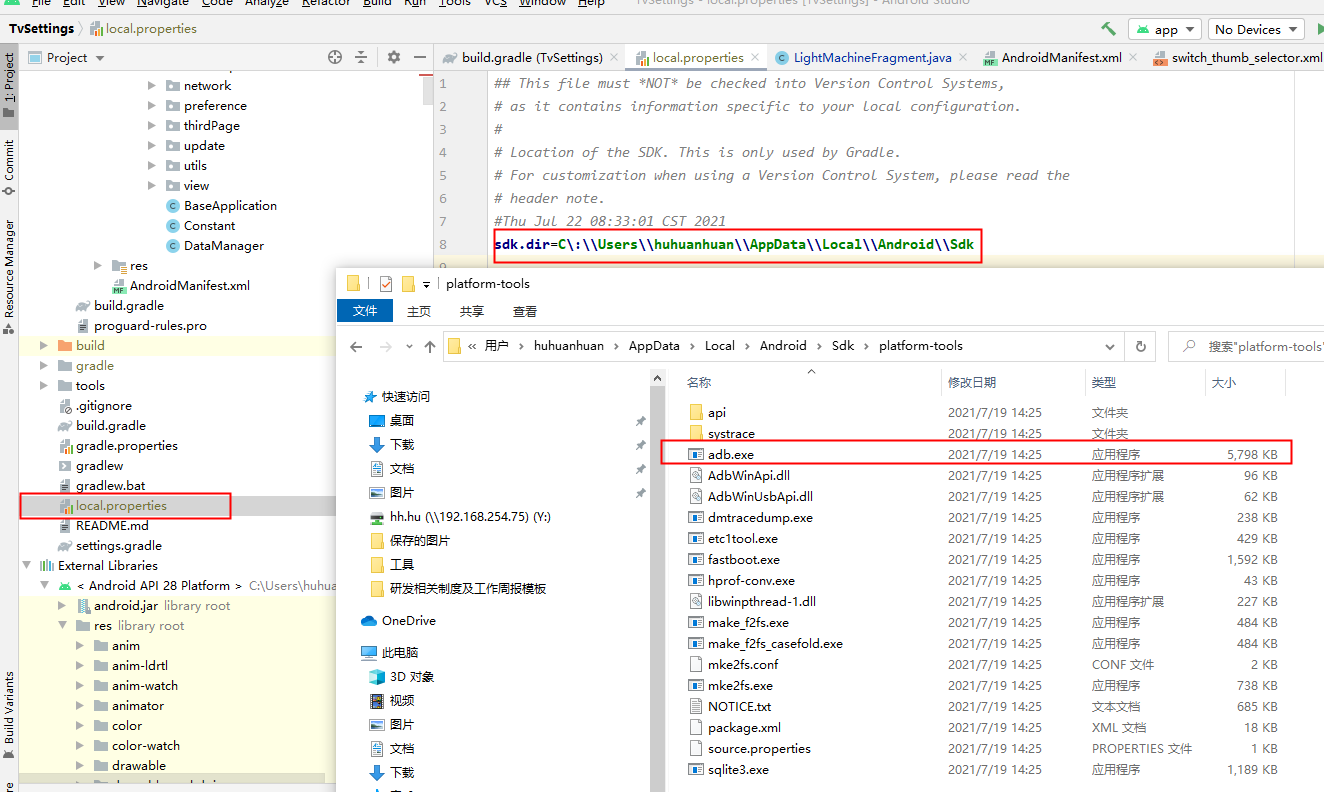 File Edit View Navigate Code Analyze Refactor Build Run Tools VCS Window Help TvSettings - local.properties [TvSettings] - Android Studio
TvSettings local.properties
app No Devices
Project
build.gradle (TvSettings) local.properties LightMachineFragment.java AndroidManifest.xml switch_thumb_selector.xml
1: Project
Commit
Resource Manager
Build Variants
network
preference
thirdPage
update
utils
view
BaseApplication
Constant
DataManager
res
AndroidManifest.xml
build.gradle
proguard-rules.pro
build
gradle
tools
.gitignore
build.gradle
gradle.properties
gradlew
gradlew.bat
local.properties
README.md
settings.gradle
External Libraries
< Android API 28 Platform > C:\Users\huhua
android.jar library root
res library root
anim
anim-ldrtl
anim-watch
animator
color
color-watch
drawable
1 ## This file must *NOT* be checked into Version Control Systems,
2 # as it contains information specific to your local configuration.
3 #
4 # Location of the SDK. This is only used by Gradle.
5 # For customization when using a Version Control System, please read the
6 # header note.
7 #Thu Jul 22 08:33:01 CST 2021
8 sdk.dir=C\:\\Users\\huhuanhuan\\AppData\\Local\\Android\\Sdk
9
platform-tools
文件 主页 共享 查看
« 用户 › huhuanhuan › AppData › Local › Android › Sdk › platform-tools
搜索"platform-tools"
快速访问
桌面
下载
文档
图片
hh.hu (\\192.168.254.75) (Y:)
保存的图片
工具
研发相关制度及工作周报模板
OneDrive
此电脑
3D 对象
视频
图片
文档
下载
名称 修改日期 类型 大小
api 2021/7/19 14:25 文件夹
systrace 2021/7/19 14:25 文件夹
adb.exe 2021/7/19 14:25 应用程序 5,798 KB
AdbWinApi.dll 2021/7/19 14:25 应用程序扩展 96 KB
AdbWinUsbApi.dll 2021/7/19 14:25 应用程序扩展 62 KB
dmtracedump.exe 2021/7/19 14:25 应用程序 238 KB
etc1tool.exe 2021/7/19 14:25 应用程序 429 KB
fastboot.exe 2021/7/19 14:25 应用程序 1,592 KB
hprof-conv.exe 2021/7/19 14:25 应用程序 43 KB
libwinpthread-1.dll 2021/7/19 14:25 应用程序扩展 227 KB
make_f2fs.exe 2021/7/19 14:25 应用程序 484 KB
make_f2fs_casefold.exe 2021/7/19 14:25 应用程序 484 KB
mke2fs.conf 2021/7/19 14:25 CONF 文件 2 KB
mke2fs.exe 2021/7/19 14:25 应用程序 738 KB
NOTICE.txt 2021/7/19 14:25 文本文档 685 KB
package.xml 2021/7/19 14:25 XML 文档 18 KB
source.properties 2021/7/19 14:25 PROPERTIES 文件 1 KB
sqlite3.exe 2021/7/19 14:25 应用程序 1,189 KB